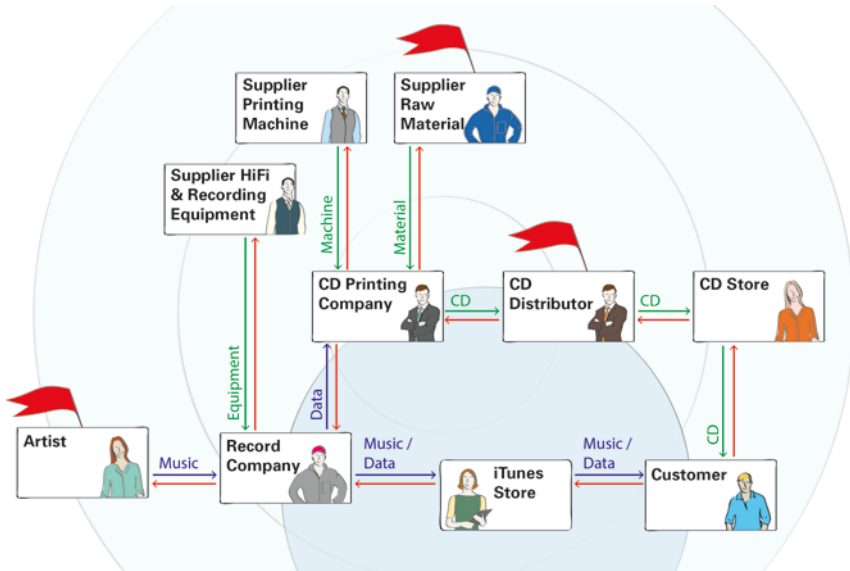 Supplier
Printing
Machine
Supplier
Raw
Material
Supplier HiFi
& Recording
Equipment
Machine
Material
CD Printing
Company
CD
CD
Distributor
CD
CD Store
Equipment
Data
CD
Artist
Music
Record
Company
Music /
Data
iTunes
Store
Music /
Data
Customer